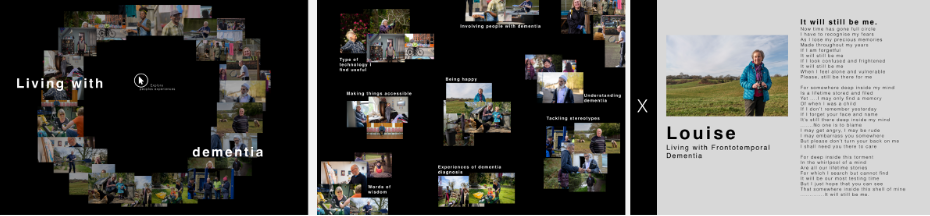 Living with
dementia
Involving people with dementia
Type of
technology I
find useful
Being happy
Making things accessible
Understanding
dementia
Tackling stereotypes
Experiences of dementia
diagnosis
Words of
wisdom
X
Louise
Living with Frontotemporal
Dementia
It will still be me.
Now time has gone full circle
I have to recognise my fears
As I lose my precious memories
Made throughout my years
If I am forgetful
It will still be me
If I look confused and frightened
It will still be me
When I feel alone and vulnerable
Please, still be there for me
For somewhere deep inside my mind
Is a lifetime stored and filed
Yet ... I may only find a memory
Of when I was a child
If I don't remember yesterday
If I forget your face and name
It's still there deep inside my mind
No one is to blame
I may get angry, I may be rude
I may embarrass you somewhere
But please don't turn your back on me
I shall need you there to care
For deep inside this torment
In the whirlpool of a mind
Are all our lifetime stories
For which I search but cannot find
It will be our most testing time
But I just hope that you can see
That somewhere inside this shell of mine
It will still be me.